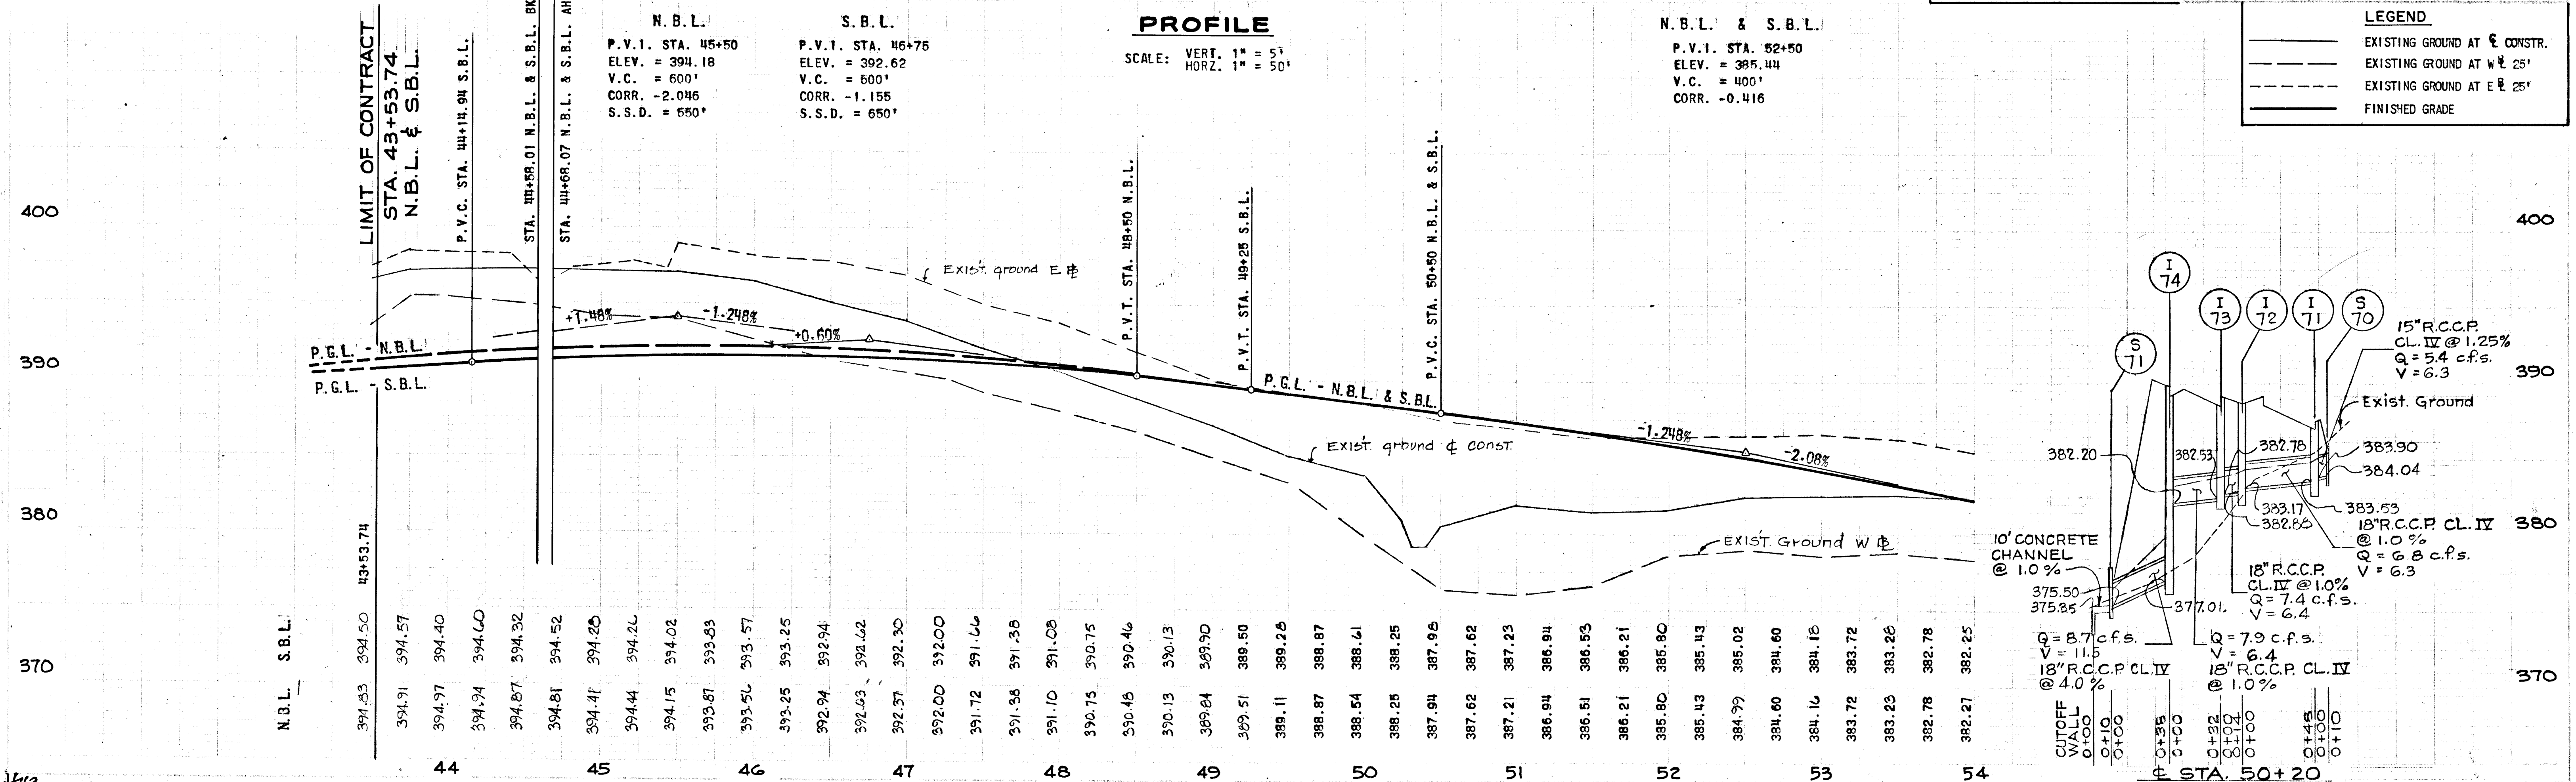 PROFILE
SCALE: VERT. 1" = 5'
HORZ. 1" = 50'
LIMIT OF CONTRACT
STA. 43+53.74
N.B.L. & S.B.L.
P.V.C. STA. 44+14.94 S.B.L.
STA. 44+58.01 N.B.L. & S.B.L. BK
STA. 44+68.07 N.B.L. & S.B.L. AH
N.B.L.
P.V.I. STA. 45+50
ELEV. = 394.18
V.C. = 600'
CORR. -2.046
S.S.D. = 550'
S.B.L.
P.V.I. STA. 46+75
ELEV. = 392.62
V.C. = 500'
CORR. -1.155
S.S.D. = 650'
N.B.L. & S.B.L.
P.V.I. STA. 52+50
ELEV. = 385.44
V.C. = 400'
CORR. -0.416
LEGEND
EXISTING GROUND AT ℄ CONSTR.
EXISTING GROUND AT W ℄ 25'
EXISTING GROUND AT E ℄ 25'
FINISHED GRADE
400
390
380
370
400
390
380
370
P.V.T. STA. 48+50 N.B.L.
P.V.T. STA. 49+25 S.B.L.
P.V.C. STA. 50+50 N.B.L. & S.B.L.
Exist. ground E ℄
+1.48%
-1.248%
+0.60%
P.G.L. - N.B.L.
P.G.L. - S.B.L.
P.G.L. - N.B.L. & S.B.L.
Exist. ground ℄ const.
-1.248%
-2.08%
EXIST. Ground W ℄
43+53.74
S.B.L.
394.50 394.57 394.40 394.60 394.32 394.52 394.28 394.26 394.02 393.83 393.57 393.25 392.94 392.62 392.30 392.00 391.66 391.38 391.08 390.75 390.46 390.13 389.90 389.50 389.28 388.87 388.61 388.25 387.98 387.62 387.23 386.94 386.53 386.21 385.80 385.43 385.02 384.60 384.18 383.72 383.28 382.78 382.25
N.B.L.
394.83 394.91 394.97 394.94 394.87 394.81 394.41 394.44 394.15 393.87 393.56 393.25 392.94 392.37 392.00 391.72 391.38 391.10 390.75 390.48 390.13 389.84 389.51 389.11 388.87 388.54 388.25 387.94 387.62 387.21 386.94 386.51 386.21 385.80 385.43 384.99 384.60 384.16 383.72 383.23 382.78 382.27
44 45 46 47 48 49 50 51 52 53 54
I 74
I 73
I 72
I 71
S 70
S 71
15" R.C.C.P.
CL. IV @ 1.25%
Q = 5.4 c.f.s.
V = 6.3
Exist. Ground
382.20
382.53
382.78
383.90
384.04
383.17
382.85
383.53
18" R.C.C.P. CL. IV
@ 1.0 %
Q = 6.8 c.f.s.
V = 6.3
10' CONCRETE
CHANNEL
@ 1.0 %
375.50
375.35
377.01
18" R.C.C.P.
CL. IV @ 1.0%
Q = 7.4 c.f.s.
V = 6.4
Q = 8.7 c.f.s.
V = 11.5
18" R.C.C.P. CL. IV
@ 4.0 %
Q = 7.9 c.f.s.
V = 6.4
18" R.C.C.P. CL. IV
@ 1.0 %
CUTOFF
WALL
0+00
0+10
0+00
0+35
0+00
0+32
0+00
0+14
0+00
0+48
0+00
0+10
℄ STA. 50+20